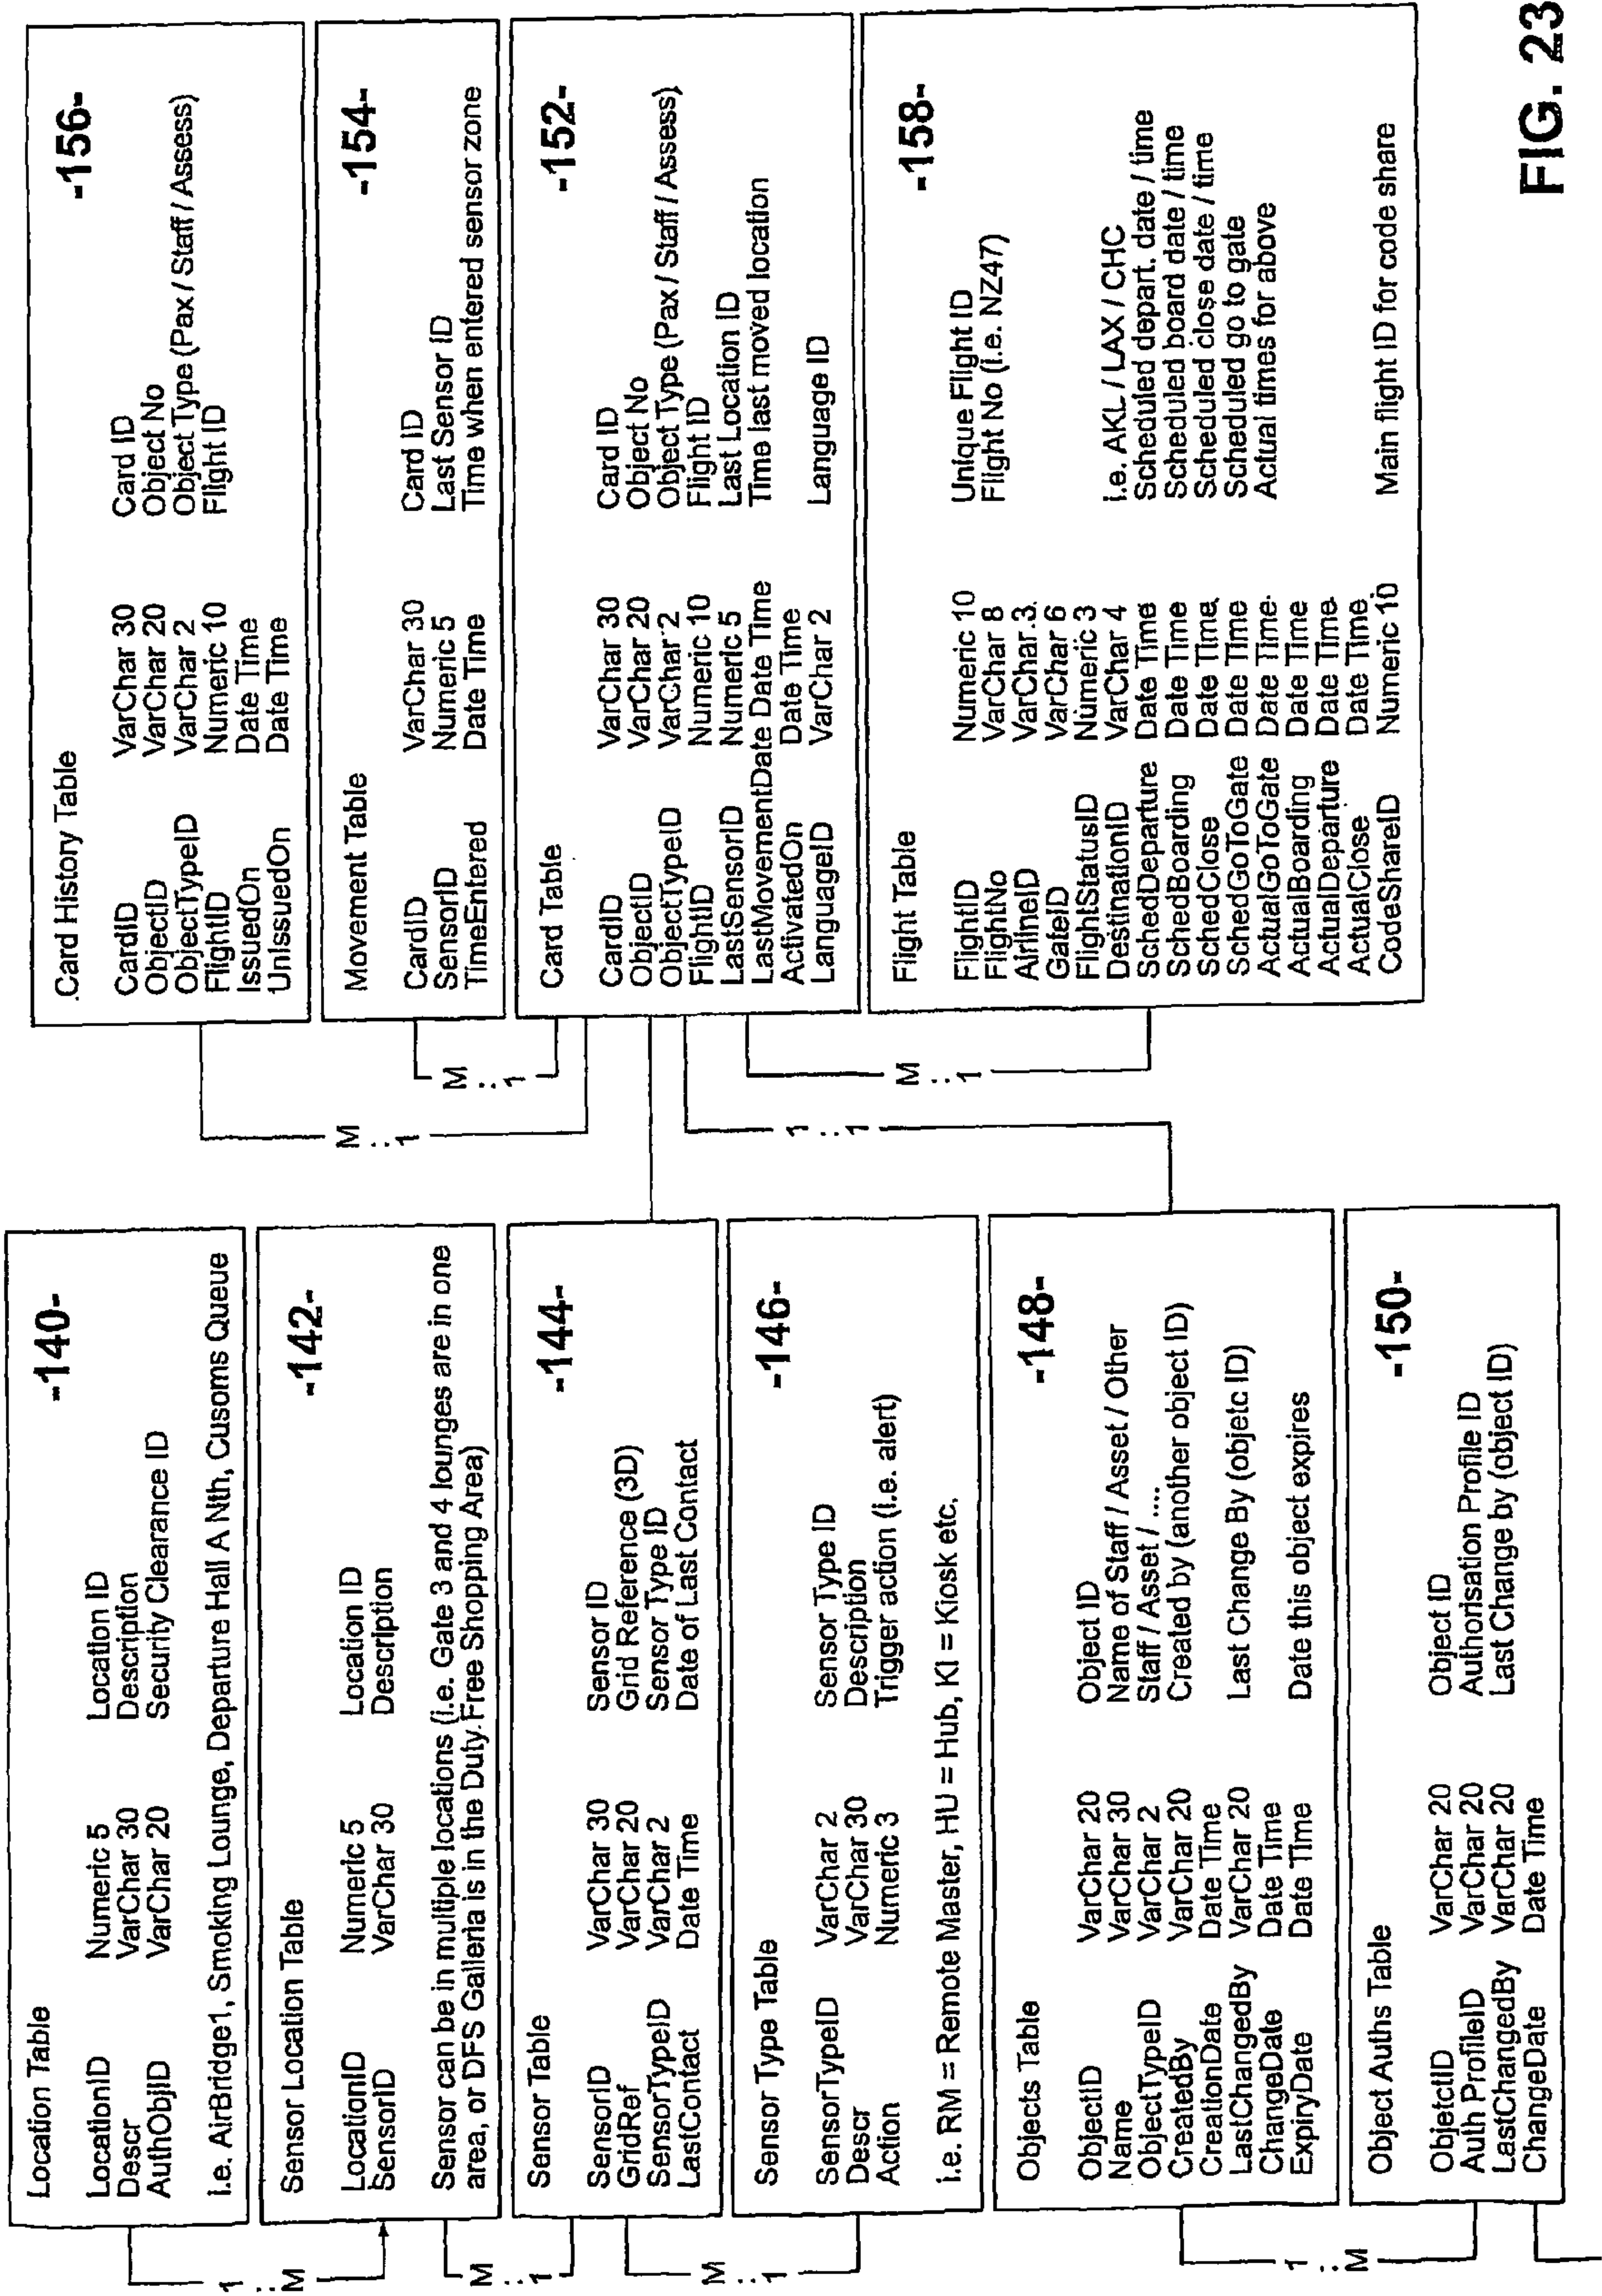 Location Table -140-
LocationID Numeric 5 Location ID
Descr VarChar 30 Description
AuthObjID VarChar 20 Security Clearance ID
i.e. AirBridge1, Smoking Lounge, Departure Hall A Nth, Cusoms Queue
Sensor Location Table -142-
LocationID Numeric 5 Location ID
SensorID VarChar 30 Description
Sensor can be in multiple locations (i.e. Gate 3 and 4 lounges are in one
area, or DFS Galleria is in the Duty Free Shopping Area)
Sensor Table -144-
SensorID VarChar 30 Sensor ID
GridRef VarChar 20 Grid Reference (3D)
SensorTypeID VarChar 2 Sensor Type ID
LastContact Date Time Date of Last Contact
Sensor Type Table -146-
SensorTypeID VarChar 2 Sensor Type ID
Descr VarChar 30 Description
Action Numeric 3 Trigger action (i.e. alert)
i.e. RM = Remote Master, HU = Hub, KI = Kiosk etc.
Objects Table -148-
ObjectID VarChar 20 Object ID
Name VarChar 30 Name of Staff / Asset / Other
ObjectTypeID VarChar 2 Staff / Asset / ....
CreatedBy VarChar 20 Created by (another object ID)
CreationDate Date Time
LastChangedBy VarChar 20 Last Change By (objetc ID)
ChangeDate Date Time
ExpiryDate Date Time Date this object expires
Object Auths Table -150-
ObjetctID VarChar 20 Object ID
Auth ProfileID VarChar 20 Authorisation Profile ID
LastChangedBy VarChar 20 Last Change by (object ID)
ChangeDate Date Time
1 : M
M : 1
M : 1
1 : M
Card History Table -156-
CardID VarChar 30 Card ID
ObjectID VarChar 20 Object No
ObjectTypeID VarChar 2 Object Type (Pax / Staff / Assess)
FlightID Numeric 10 Flight ID
IssuedOn Date Time
UnIssuedOn Date Time
Movement Table -154-
CardID VarChar 30 Card ID
SensorID Numeric 5 Last Sensor ID
TimeEntered Date Time Time when entered sensor zone
Card Table -152-
CardID VarChar 30 Card ID
ObjectID VarChar 20 Object No
ObjectTypeID VarChar 2 Object Type (Pax / Staff / Assess)
FlightID Numeric 10 Flight ID
LastSensorID Numeric 5 Last Location ID
LastMovementDate Date Time Time last moved location
ActivatedOn Date Time
LanguageID VarChar 2 Language ID
Flight Table -158-
FlightID Numeric 10 Unique Flight ID
FlightNo VarChar 8 Flight No (i.e. NZ47)
AirlineID VarChar 3
GateID VarChar 6
FlightStatusID Numeric 3
DestinationID VarChar 4 i.e. AKL / LAX / CHC
SchedDeparture Date Time Scheduled depart. date / time
SchedBoarding Date Time Scheduled board date / time
SchedClose Date Time Scheduled close date / time
SchedGoToGate Date Time Scheduled go to gate
ActualGoToGate Date Time Actual times for above
ActualBoarding Date Time
ActualDeparture Date Time
ActualClose Date Time
CodeShareID Numeric 10 Main flight ID for code share
M : 1
M : 1
1 : 1
M : 1
FIG. 23